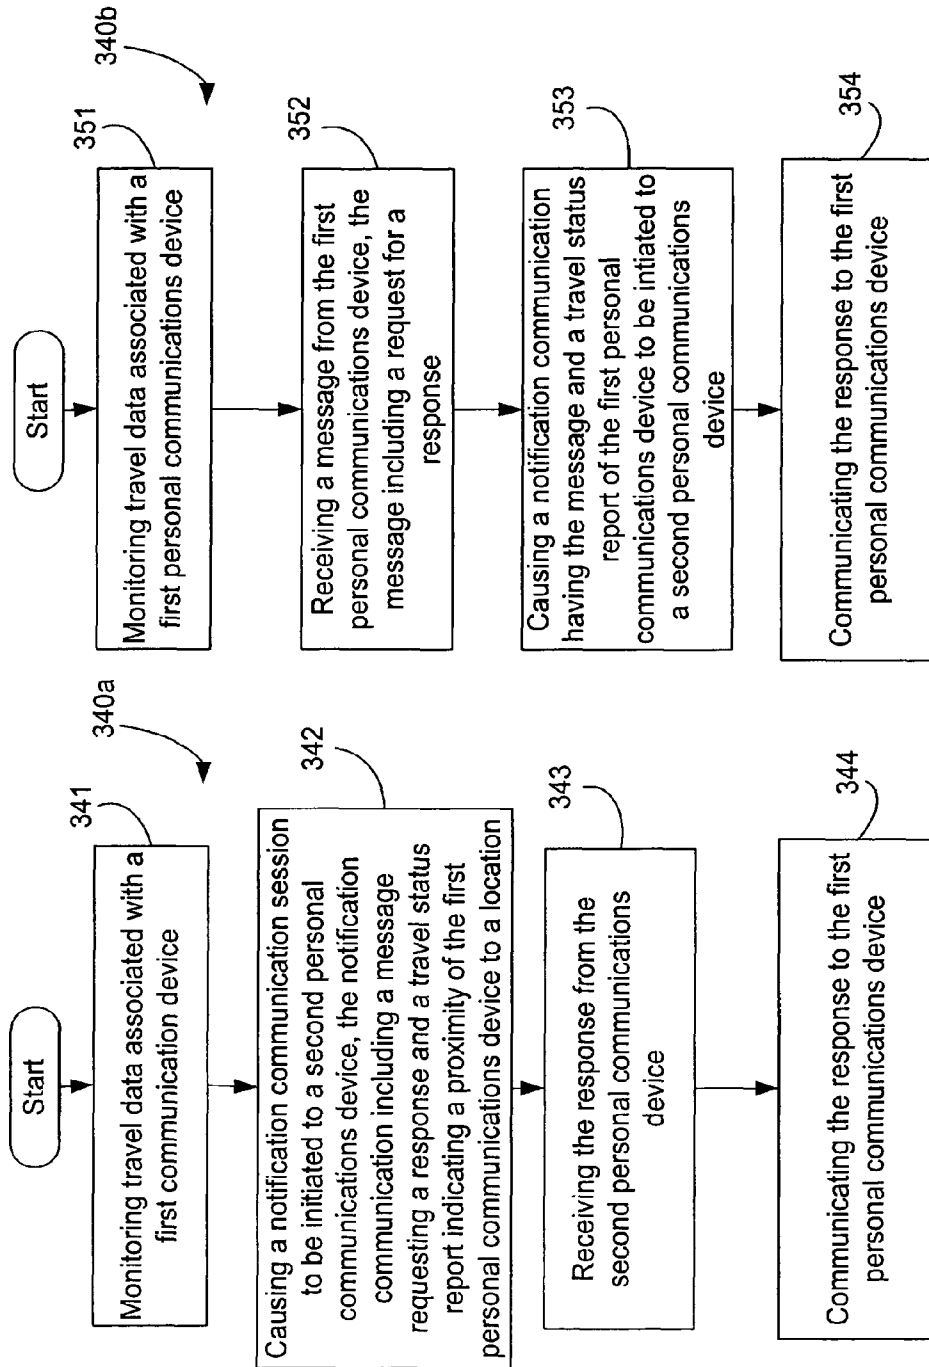 Start
341
340a
Monitoring travel data associated with a
first communication device
342
Causing a notification communication session
to be initiated to a second personal
communications device, the notification
communication including a message
requesting a response and a travel status
report indicating a proximity of the first
personal communications device to a location
343
Receiving the response from the
second personal communications
device
344
Communicating the response to the first
personal communications device
Start
351
340b
Monitoring travel data associated with a
first personal communications device
352
Receiving a message from the first
personal communications device, the
message including a request for a
response
353
Causing a notification communication
having the message and a travel status
report of the first personal
communications device to be intiated to
a second personal communications
device
354
Communicating the response to the first
personal communications device